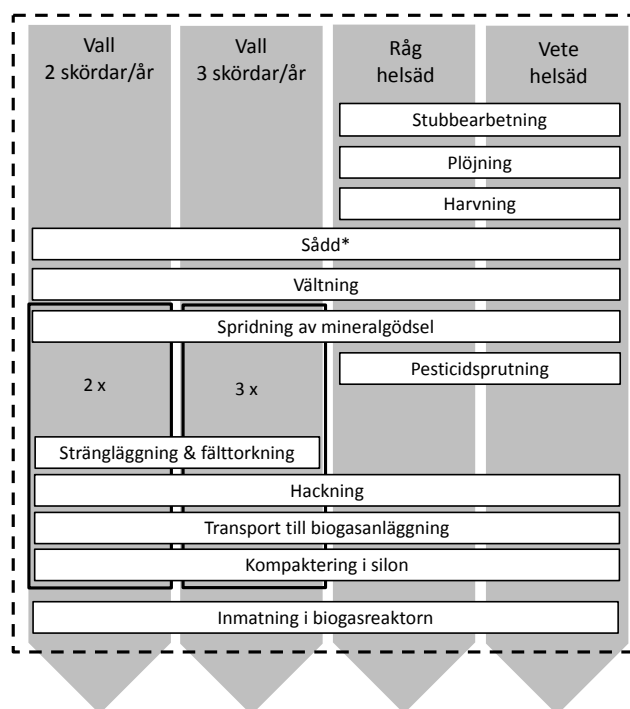 Vall
2 skördar/år
Vall
3 skördar/år
Råg
helsäd
Vete
helsäd
Stubbearbetning
Plöjning
Harvning
Sådd*
Vältning
Spridning av mineralgödsel
Pesticidsprutning
2 x
3 x
Strängläggning & fälttorkning
Hackning
Transport till biogasanläggning
Kompaktering i silon
Inmatning i biogasreaktorn